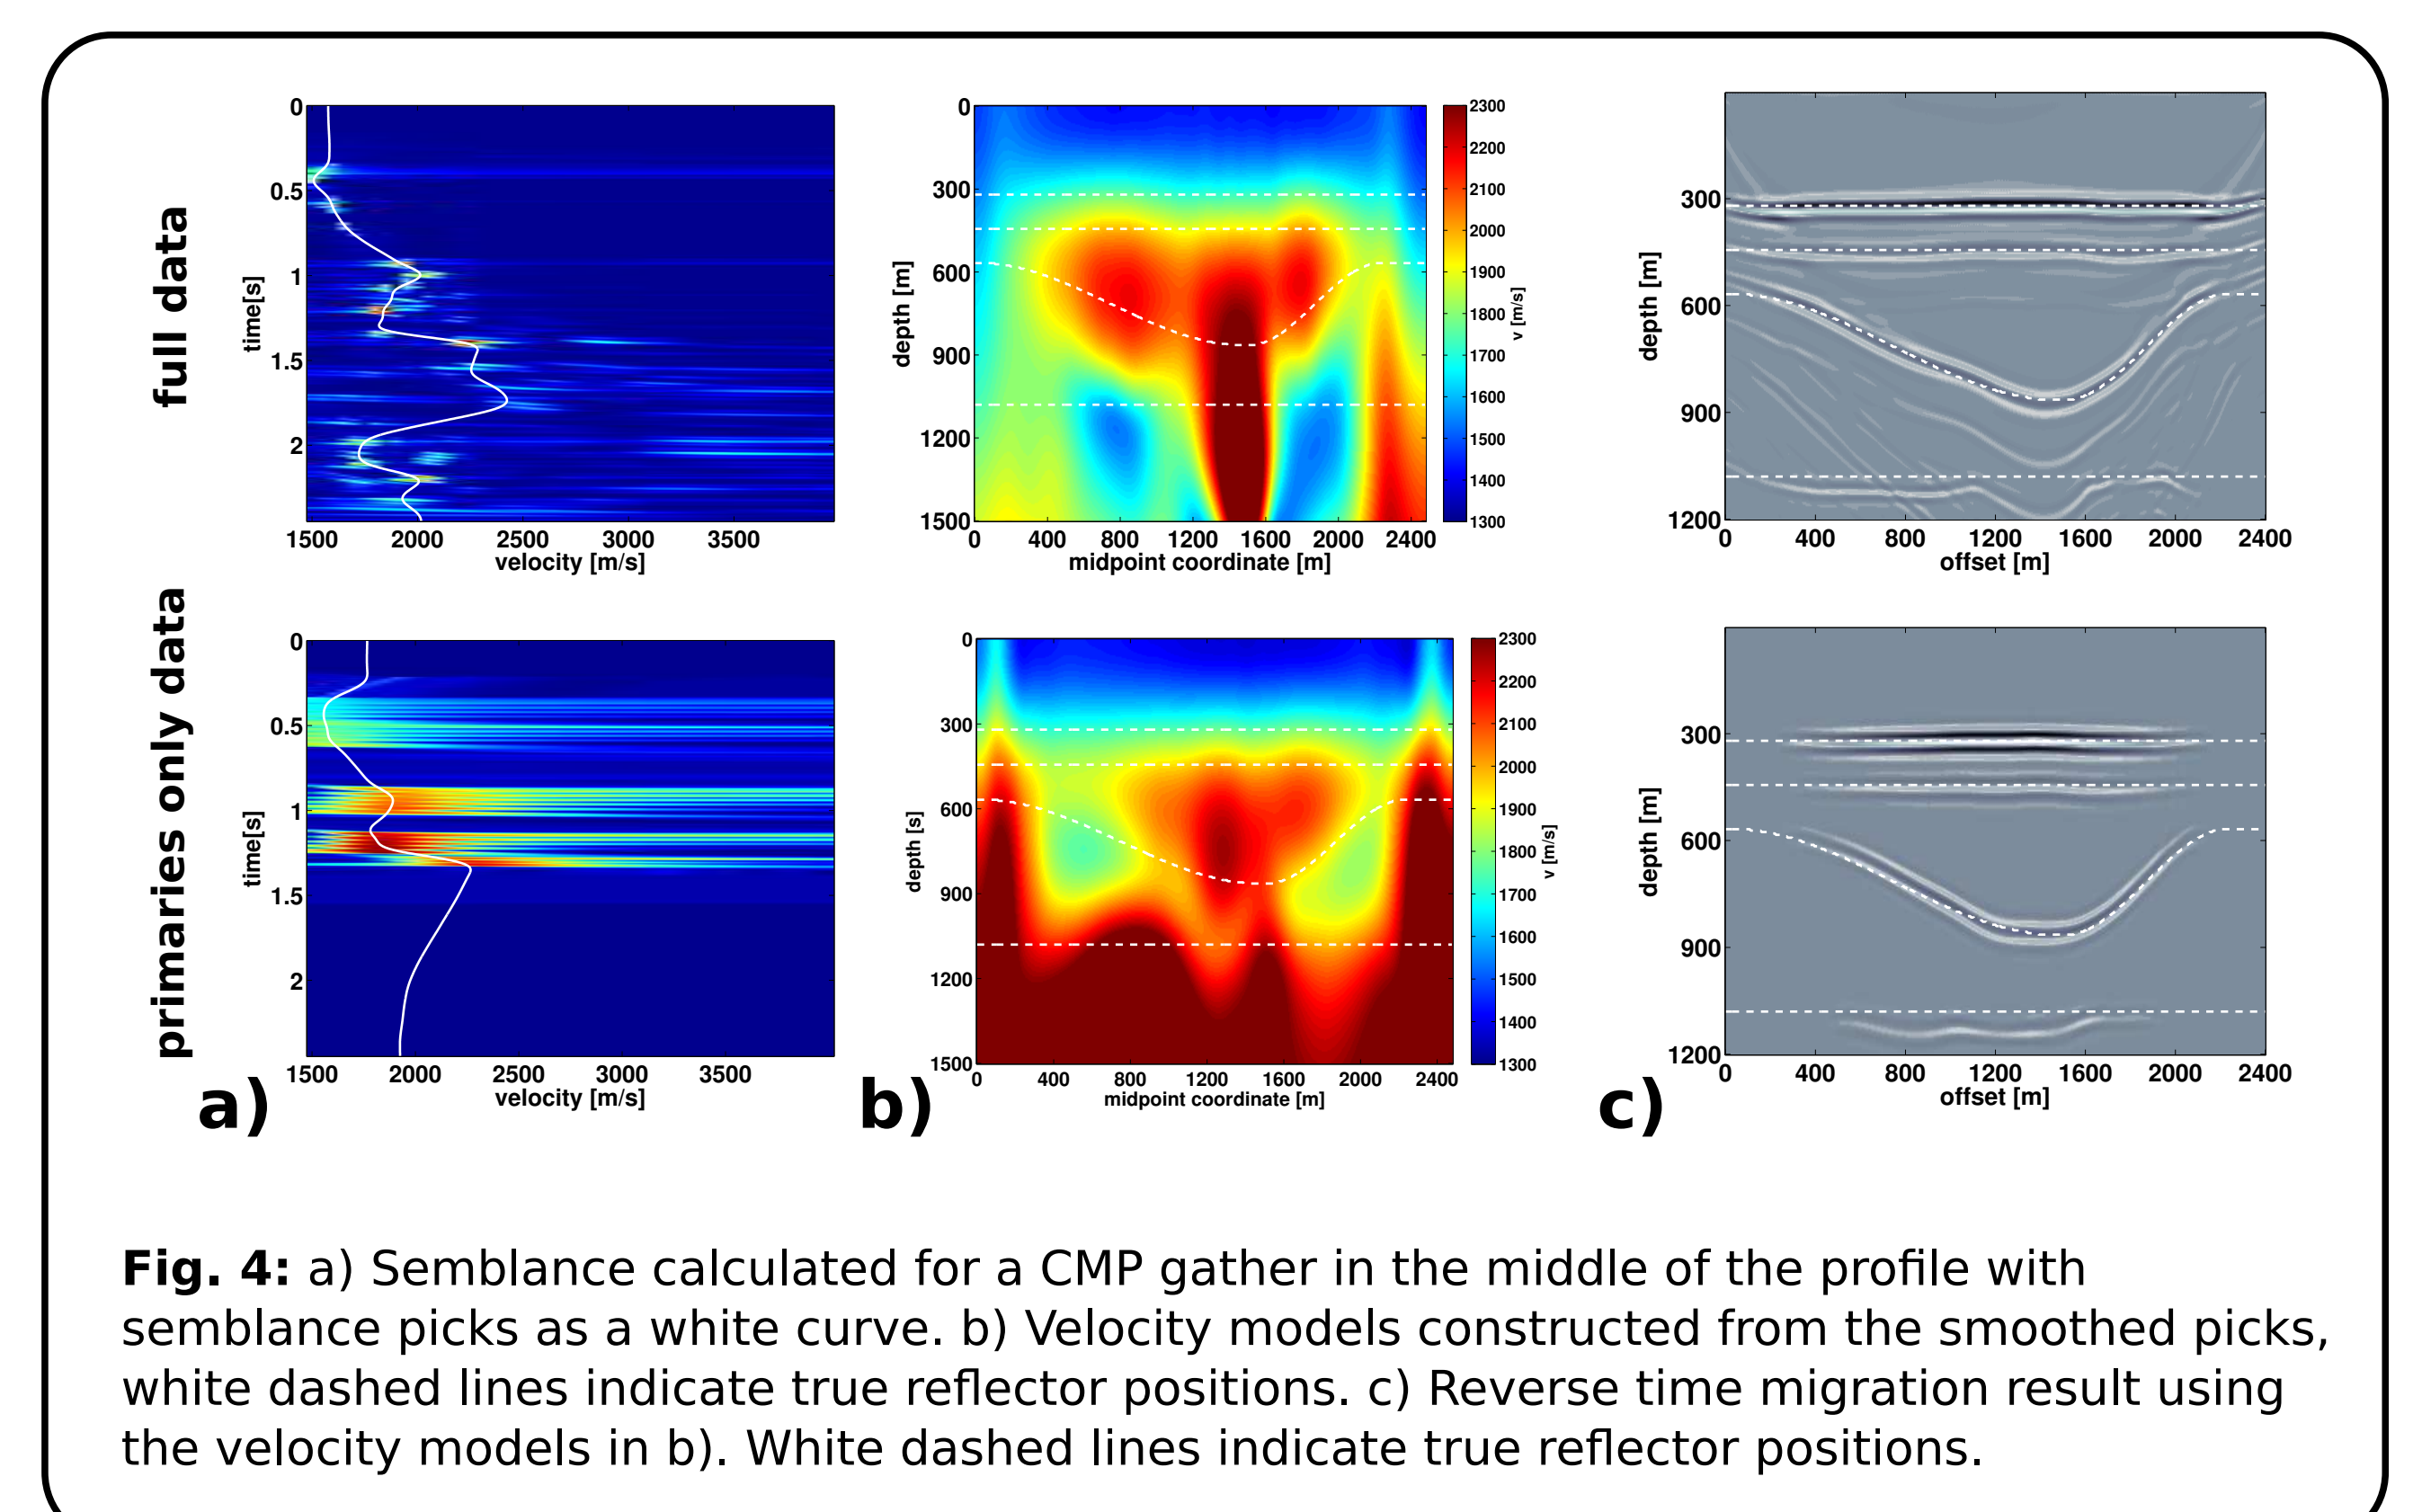 full data
0
0.5
1
1.5
2
time[s]
1500 2000 2500 3000 3500
velocity [m/s]
0
300
600
900
1200
1500
depth [m]
0 400 800 1200 1600 2000 2400
midpoint coordinate [m]
2300
2200
2100
2000
1900
1800
1700
1600
1500
1400
1300
v [m/s]
300
600
900
1200
depth [m]
0 400 800 1200 1600 2000 2400
offset [m]
primaries only data
0
0.5
1
1.5
2
time[s]
1500 2000 2500 3000 3500
velocity [m/s]
a)
0
300
600
900
1200
1500
depth [s]
0 400 800 1200 1600 2000 2400
midpoint coordinate [m]
2300
2200
2100
2000
1900
1800
1700
1600
1500
1400
1300
v [m/s]
b)
300
600
900
1200
depth [m]
0 400 800 1200 1600 2000 2400
offset [m]
c)
Fig. 4: a) Semblance calculated for a CMP gather in the middle of the profile with
semblance picks as a white curve. b) Velocity models constructed from the smoothed picks,
white dashed lines indicate true reflector positions. c) Reverse time migration result using
the velocity models in b). White dashed lines indicate true reflector positions.